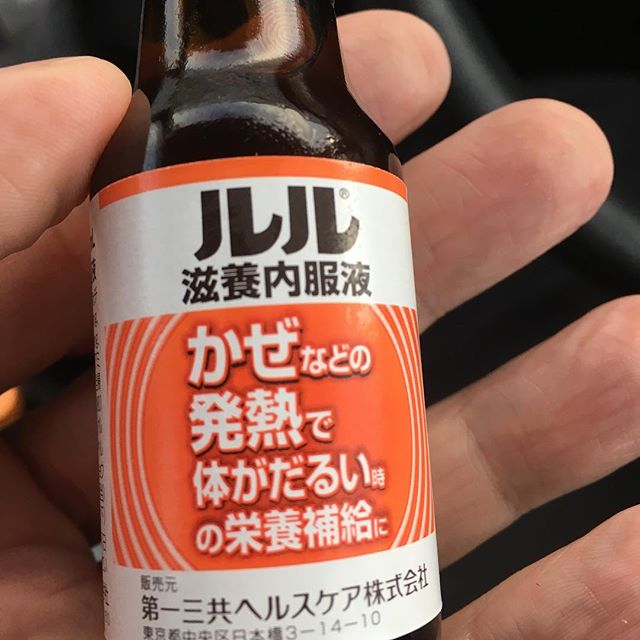 ルル®
滋養内服液
かぜなどの
発熱で
体がだるい時
の栄養補給に
販売元
第一三共ヘルスケア株式会社
東京都中央区日本橋3-14-10